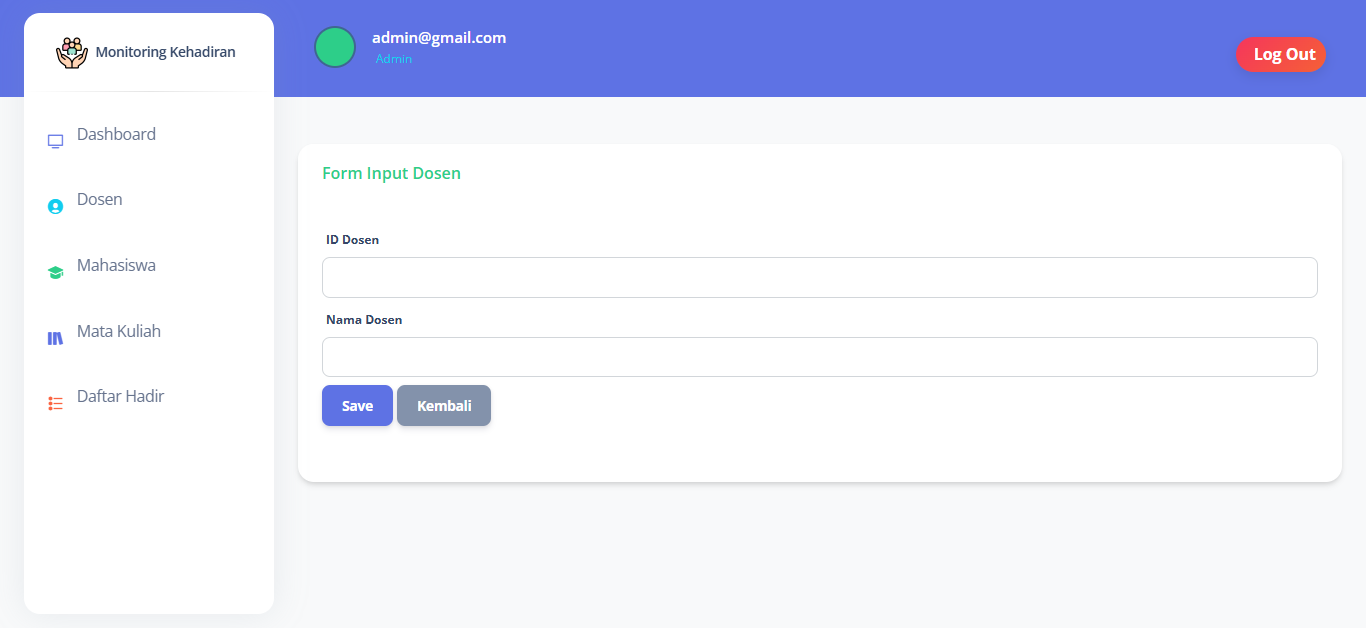 Monitoring Kehadiran
Dashboard
Dosen
Mahasiswa
Mata Kuliah
Daftar Hadir
admin@gmail.com
Admin
Log Out
Form Input Dosen
ID Dosen
Nama Dosen
Save
Kembali